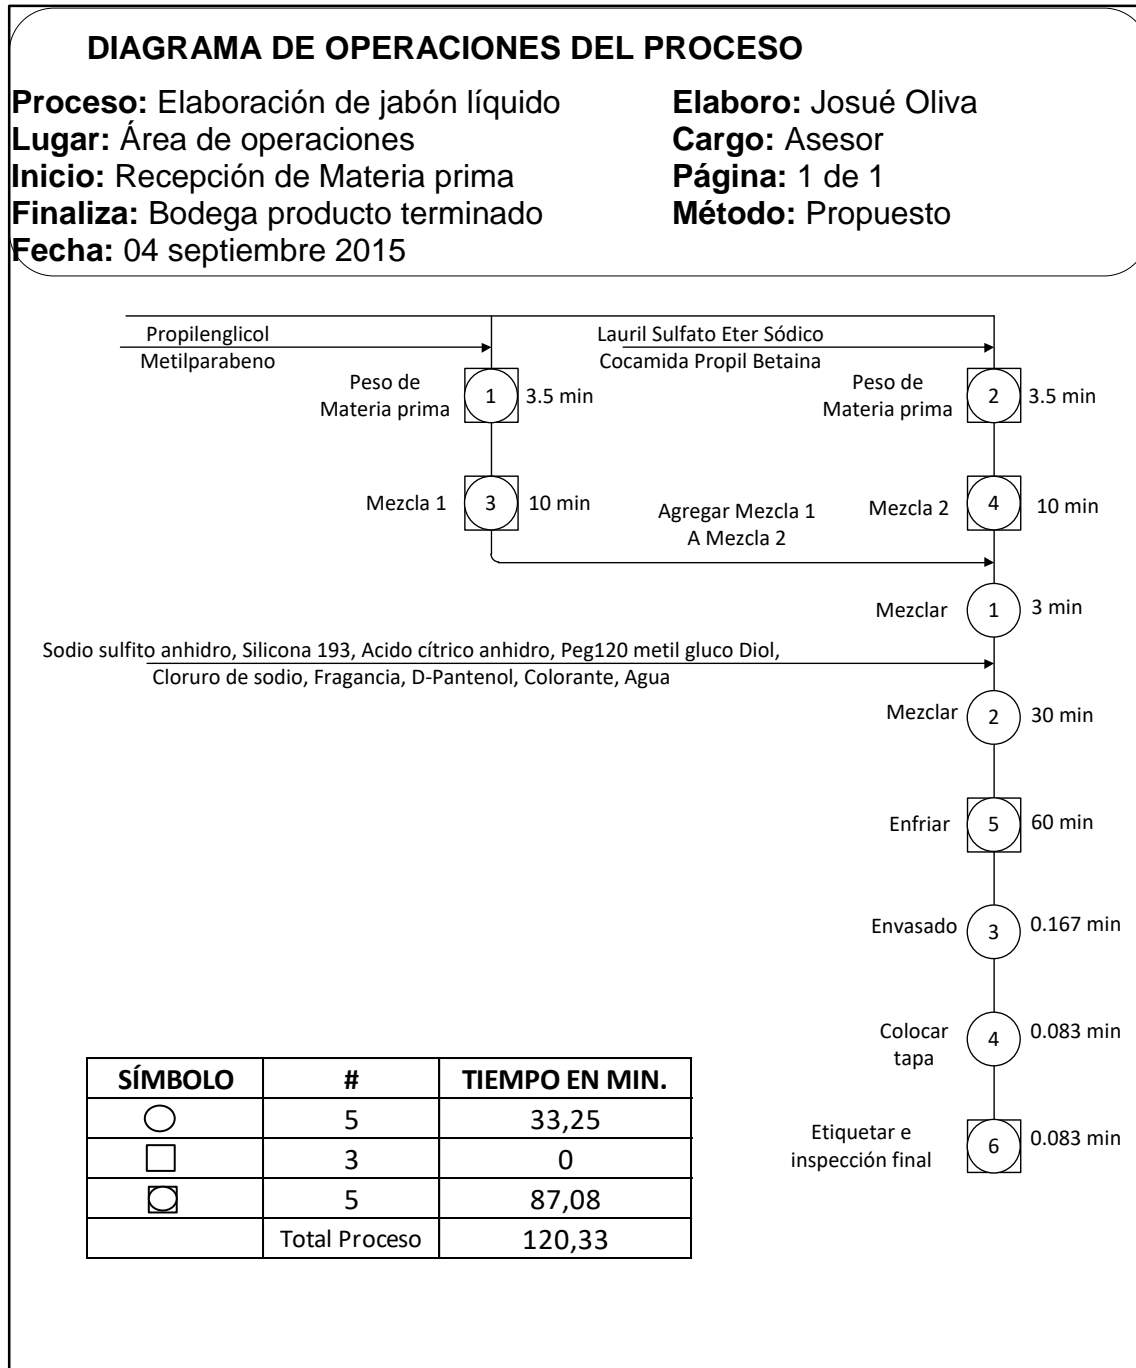 DIAGRAMA DE OPERACIONES DEL PROCESO
Proceso: Elaboración de jabón líquido
Lugar: Área de operaciones
Inicio: Recepción de Materia prima
Finaliza: Bodega producto terminado
Fecha: 04 septiembre 2015
Elaboro: Josué Oliva
Cargo: Asesor
Página: 1 de 1
Método: Propuesto
Propilenglicol
Metilparabeno
Lauril Sulfato Eter Sódico
Cocamida Propil Betaina
Peso de
Materia prima
1
3.5 min
Peso de
Materia prima
2
3.5 min
Mezcla 1
3
10 min
Agregar Mezcla 1
A Mezcla 2
Mezcla 2
4
10 min
Mezclar
1
3 min
Sodio sulfito anhidro, Silicona 193, Acido cítrico anhidro, Peg120 metil gluco Diol,
Cloruro de sodio, Fragancia, D-Pantenol, Colorante, Agua
Mezclar
2
30 min
Enfriar
5
60 min
Envasado
3
0.167 min
Colocar
tapa
4
0.083 min
Etiquetar e
inspección final
6
0.083 min
SÍMBOLO # TIEMPO EN MIN.
5 33,25
3 0
5 87,08
Total Proceso 120,33